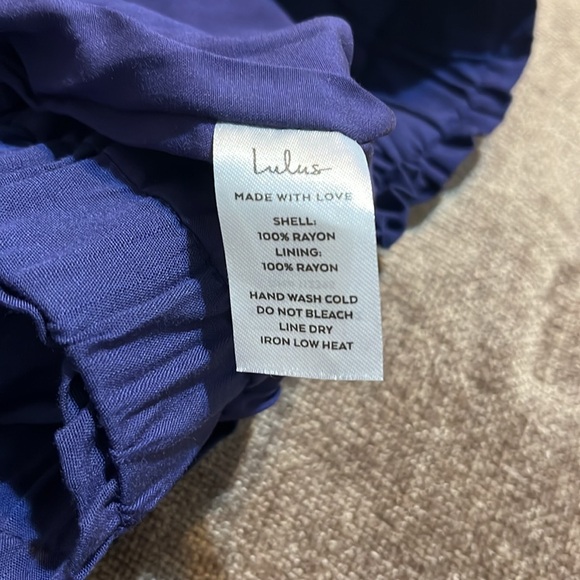 Lulus
MADE WITH LOVE
SHELL:
100% RAYON
LINING:
100% RAYON
HAND WASH COLD
DO NOT BLEACH
LINE DRY
IRON LOW HEAT